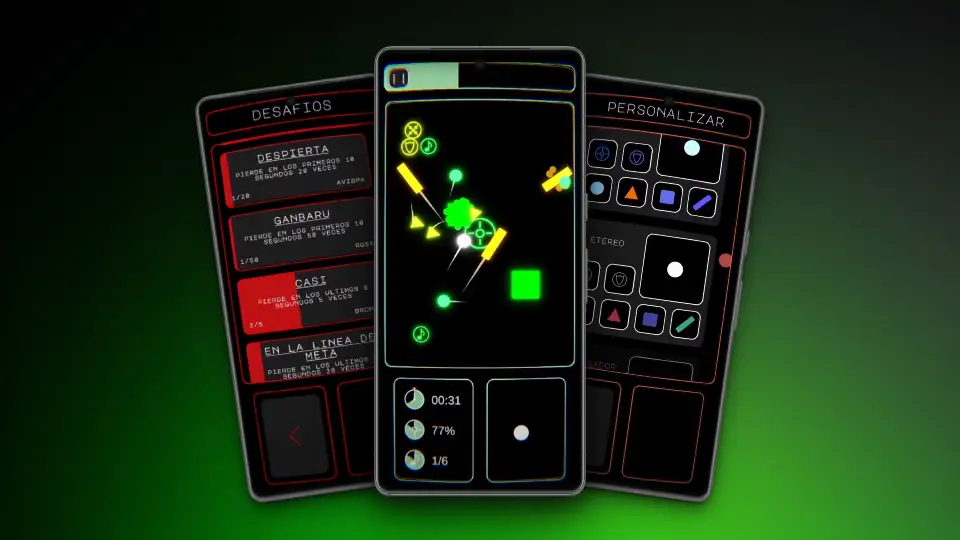 DESAFIOS
DESPIERTA
PIERDE EN LOS PRIMEROS 10
SEGUNDOS 20 VECES
AVISPA
1/20
GANBARU
PIERDE EN LOS PRIMEROS 10
SEGUNDOS 50 VECES
ROSA
1/50
CASI
PIERDE EN LOS ULTIMOS 5
SEGUNDOS 5 VECES
BROM
2/5
EN LA LINEA DE
META
PIERDE EN LOS ULTIMOS
SEGUNDOS 20 VECES
00:31
77%
1/6
PERSONALIZAR
ETEREO